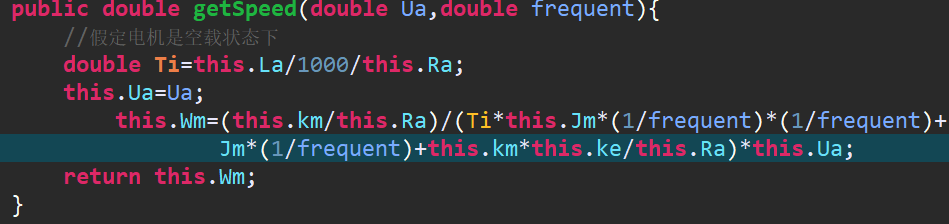 public double getSpeed(double Ua,double frequent){
//假定电机是空载状态下
double Ti=this.La/1000/this.Ra;
this.Ua=Ua;
this.Wm=(this.km/this.Ra)/(Ti*this.Jm*(1/frequent)*(1/frequent)+
Jm*(1/frequent)+this.km*this.ke/this.Ra)*this.Ua;
return this.Wm;
}